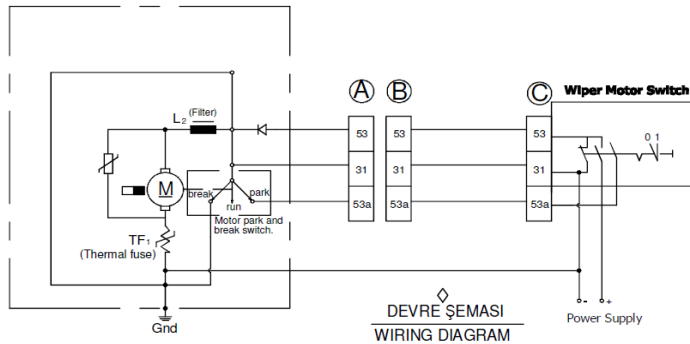 A B C
Wiper Motor Switch
L2 (Filter)
53 53 53
0 1
31 31 31
M
break
park
run
53a 53a 53a
Motor park and
break switch.
TF1
(Thermal fuse)
- +
Gnd
DEVRE ŞEMASI
WIRING DIAGRAM
Power Supply